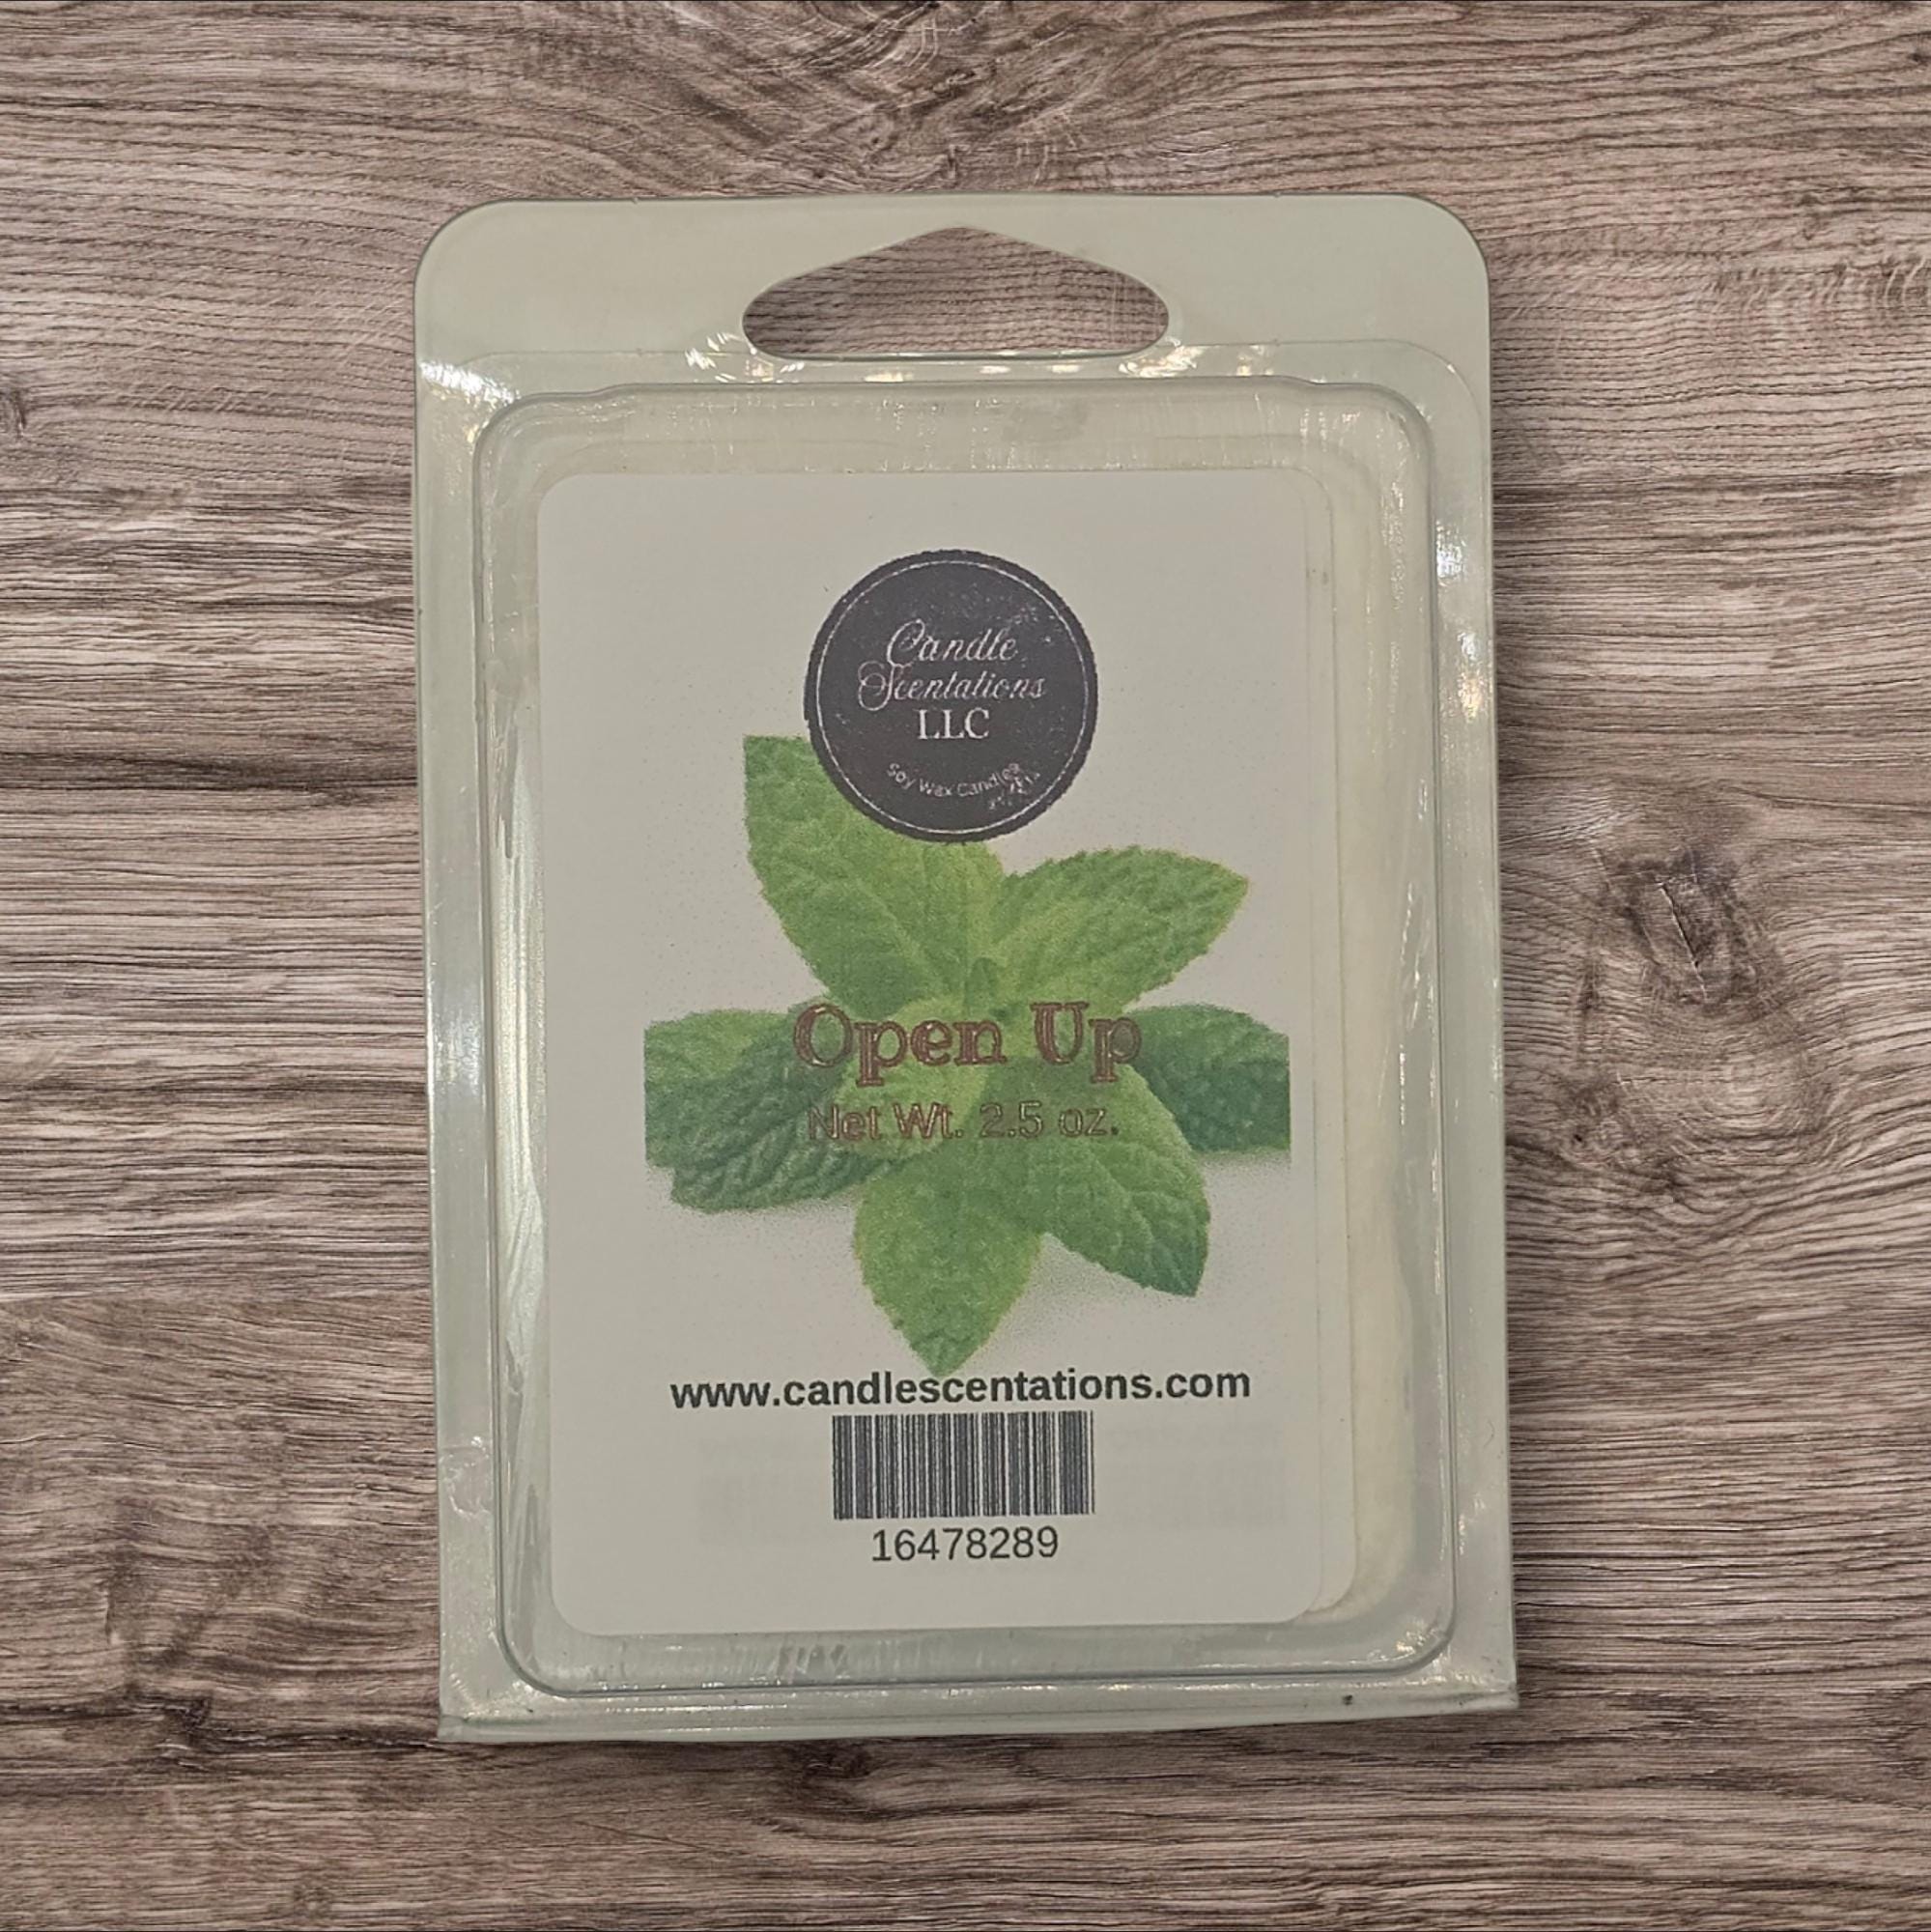 Candle
Scentations
LLC
Soy Wax Candles
Open Up
Net Wt. 2.5 oz.
www.candlescentations.com
16478289